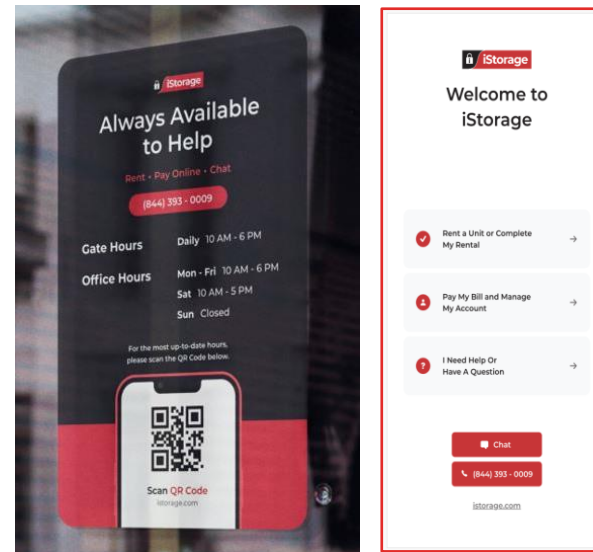 iStorage
Always Available
to Help
Rent • Pay Online • Chat
(844) 393 - 0009
Gate Hours Daily 10 AM - 6 PM
Office Hours Mon - Fri 10 AM - 6 PM
Sat 10 AM - 5 PM
Sun Closed
For the most up-to-date hours,
please scan the QR Code below.
Scan QR Code
istorage.com
iStorage
Welcome to
iStorage
Rent a Unit or Complete
My Rental
Pay My Bill and Manage
My Account
I Need Help Or
Have A Question
Chat
(844) 393 - 0009
istorage.com